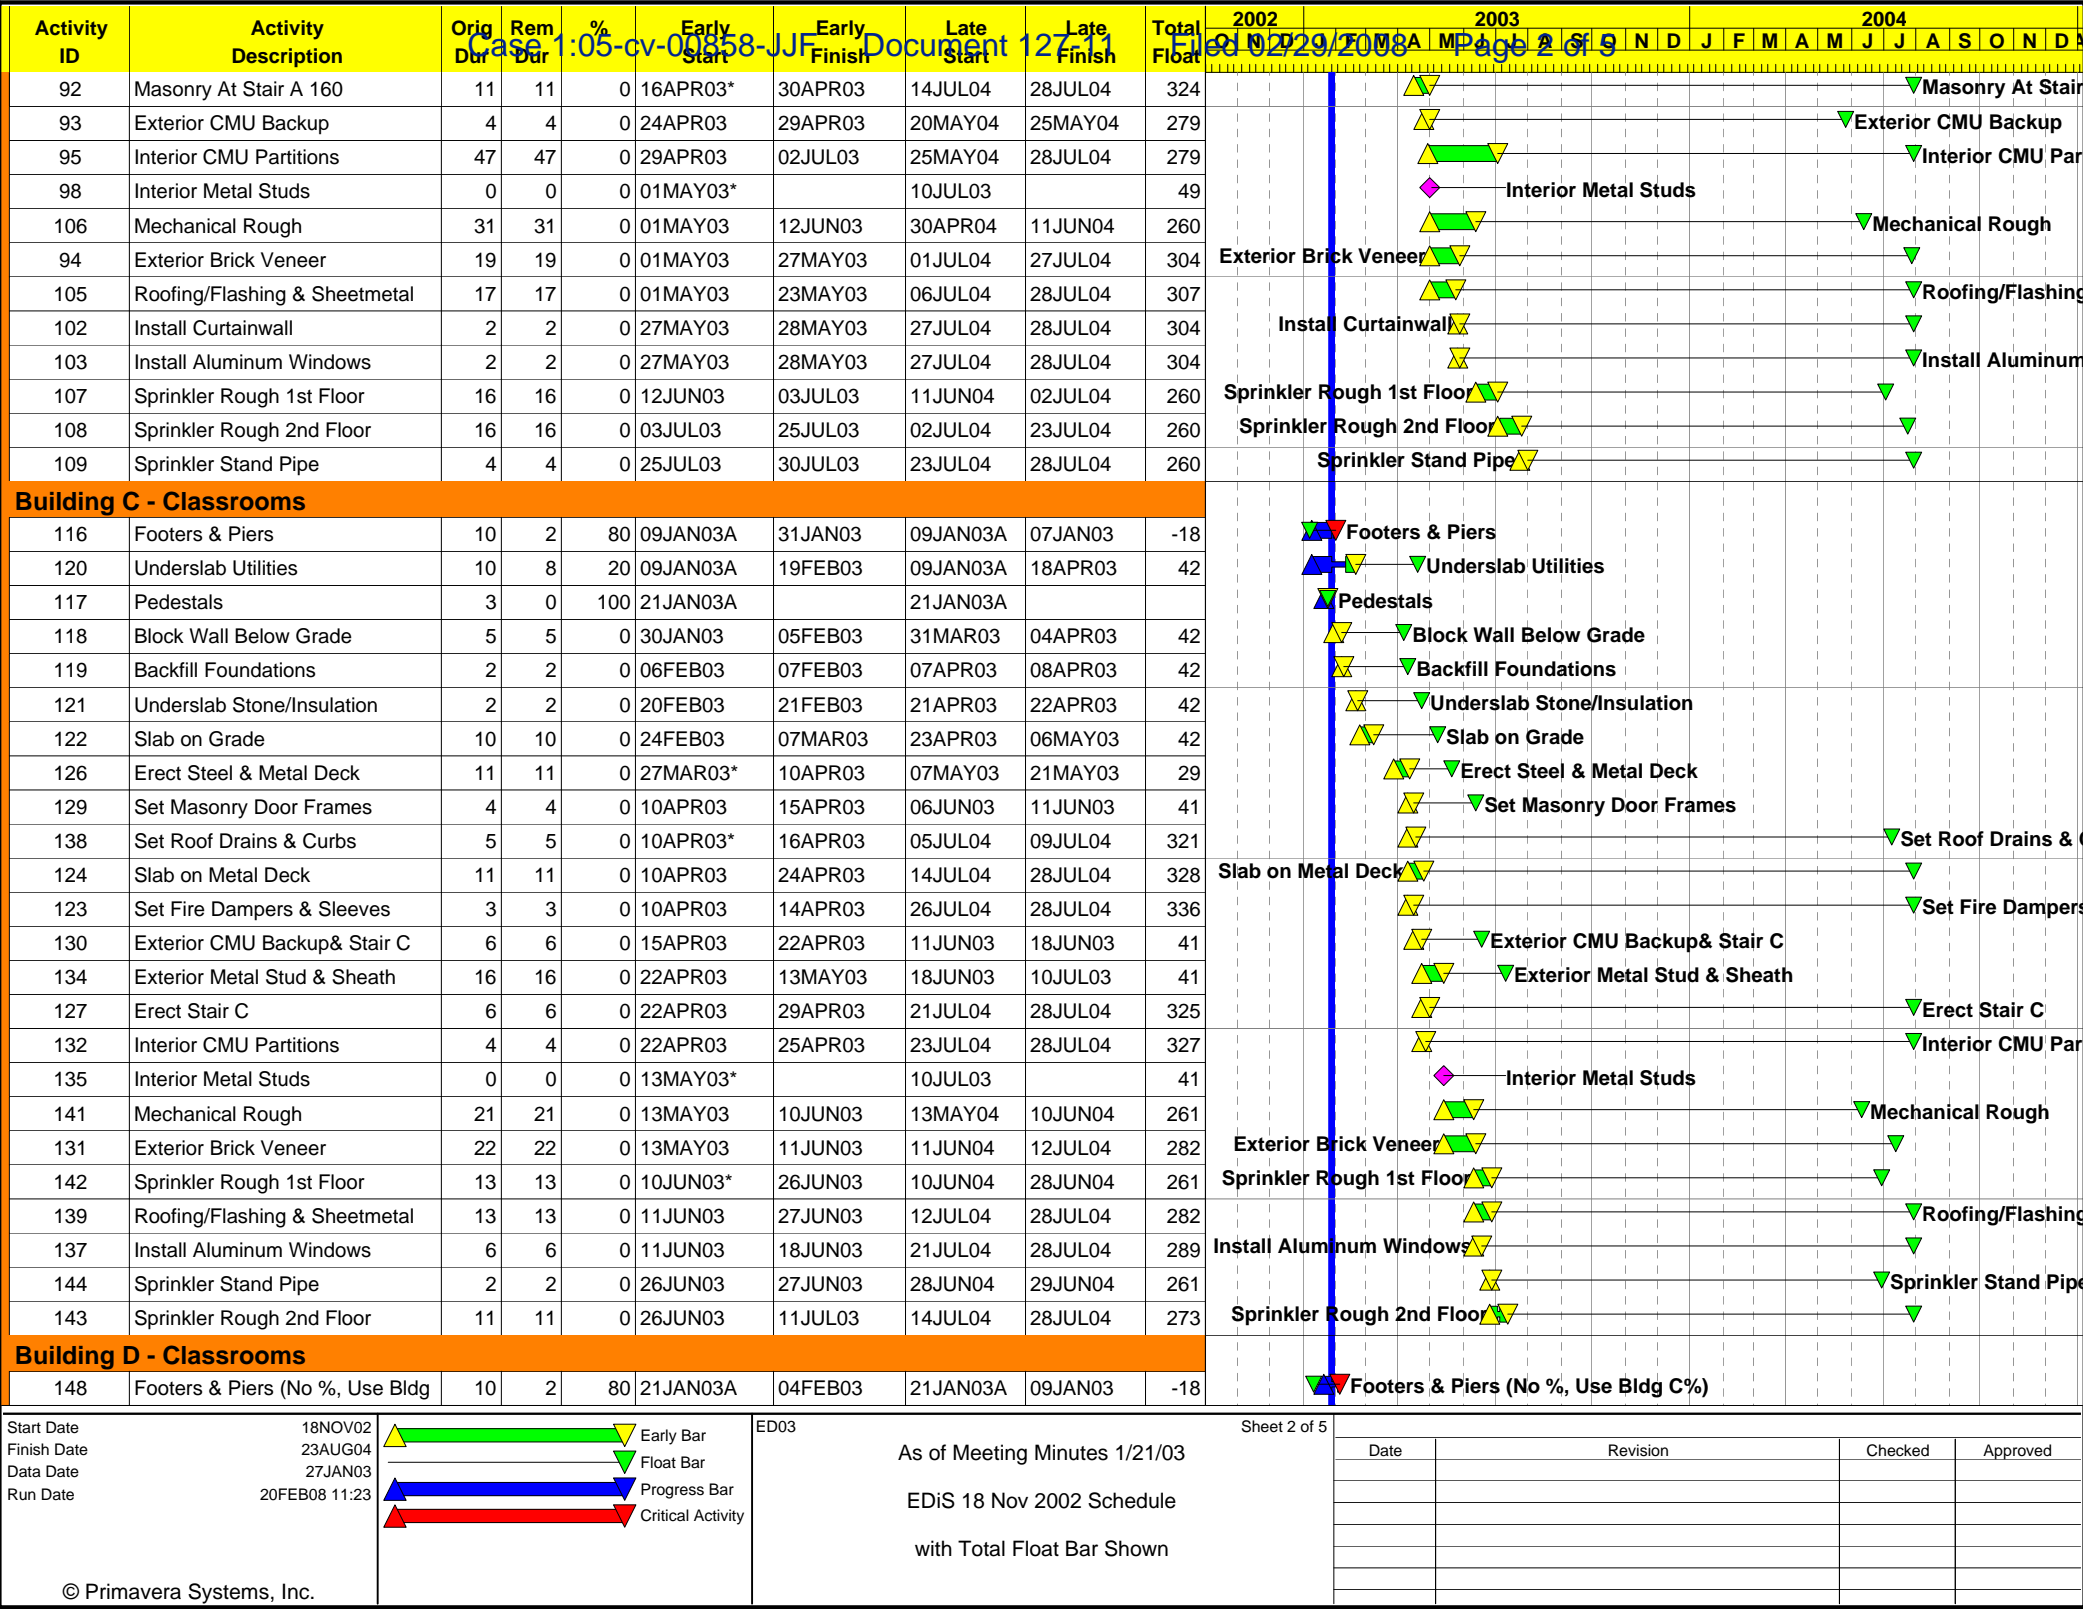 Case 1:05-cv-00858-JJF Document 127-11 Filed 02/29/2008 Page 2 of 5
Activity ID Activity Description Orig Dur Rem Dur % Early Start Early Finish Late Start Late Finish Total Float
2002 2003 2004
O N D J F M A M J J A S O N D J F M A M J J A S O N D
92 Masonry At Stair A 160 11 11 0 16APR03* 30APR03 14JUL04 28JUL04 324 Masonry At Stair
93 Exterior CMU Backup 4 4 0 24APR03 29APR03 20MAY04 25MAY04 279 Exterior CMU Backup
95 Interior CMU Partitions 47 47 0 29APR03 02JUL03 25MAY04 28JUL04 279 Interior CMU Par
98 Interior Metal Studs 0 0 0 01MAY03* 10JUL03 49 Interior Metal Studs
106 Mechanical Rough 31 31 0 01MAY03 12JUN03 30APR04 11JUN04 260 Mechanical Rough
94 Exterior Brick Veneer 19 19 0 01MAY03 27MAY03 01JUL04 27JUL04 304 Exterior Brick Veneer
105 Roofing/Flashing & Sheetmetal 17 17 0 01MAY03 23MAY03 06JUL04 28JUL04 307 Roofing/Flashing
102 Install Curtainwall 2 2 0 27MAY03 28MAY03 27JUL04 28JUL04 304 Install Curtainwall
103 Install Aluminum Windows 2 2 0 27MAY03 28MAY03 27JUL04 28JUL04 304 Install Aluminum
107 Sprinkler Rough 1st Floor 16 16 0 12JUN03 03JUL03 11JUN04 02JUL04 260 Sprinkler Rough 1st Floor
108 Sprinkler Rough 2nd Floor 16 16 0 03JUL03 25JUL03 02JUL04 23JUL04 260 Sprinkler Rough 2nd Floor
109 Sprinkler Stand Pipe 4 4 0 25JUL03 30JUL03 23JUL04 28JUL04 260 Sprinkler Stand Pipe
Building C - Classrooms
116 Footers & Piers 10 2 80 09JAN03A 31JAN03 09JAN03A 07JAN03 -18 Footers & Piers
120 Underslab Utilities 10 8 20 09JAN03A 19FEB03 09JAN03A 18APR03 42 Underslab Utilities
117 Pedestals 3 0 100 21JAN03A 21JAN03A Pedestals
118 Block Wall Below Grade 5 5 0 30JAN03 05FEB03 31MAR03 04APR03 42 Block Wall Below Grade
119 Backfill Foundations 2 2 0 06FEB03 07FEB03 07APR03 08APR03 42 Backfill Foundations
121 Underslab Stone/Insulation 2 2 0 20FEB03 21FEB03 21APR03 22APR03 42 Underslab Stone/Insulation
122 Slab on Grade 10 10 0 24FEB03 07MAR03 23APR03 06MAY03 42 Slab on Grade
126 Erect Steel & Metal Deck 11 11 0 27MAR03* 10APR03 07MAY03 21MAY03 29 Erect Steel & Metal Deck
129 Set Masonry Door Frames 4 4 0 10APR03 15APR03 06JUN03 11JUN03 41 Set Masonry Door Frames
138 Set Roof Drains & Curbs 5 5 0 10APR03* 16APR03 05JUL04 09JUL04 321 Set Roof Drains &
124 Slab on Metal Deck 11 11 0 10APR03 24APR03 14JUL04 28JUL04 328 Slab on Metal Deck
123 Set Fire Dampers & Sleeves 3 3 0 10APR03 14APR03 26JUL04 28JUL04 336 Set Fire Dampers
130 Exterior CMU Backup& Stair C 6 6 0 15APR03 22APR03 11JUN03 18JUN03 41 Exterior CMU Backup& Stair C
134 Exterior Metal Stud & Sheath 16 16 0 22APR03 13MAY03 18JUN03 10JUL03 41 Exterior Metal Stud & Sheath
127 Erect Stair C 6 6 0 22APR03 29APR03 21JUL04 28JUL04 325 Erect Stair C
132 Interior CMU Partitions 4 4 0 22APR03 25APR03 23JUL04 28JUL04 327 Interior CMU Par
135 Interior Metal Studs 0 0 0 13MAY03* 10JUL03 41 Interior Metal Studs
141 Mechanical Rough 21 21 0 13MAY03 10JUN03 13MAY04 10JUN04 261 Mechanical Rough
131 Exterior Brick Veneer 22 22 0 13MAY03 11JUN03 11JUN04 12JUL04 282 Exterior Brick Veneer
142 Sprinkler Rough 1st Floor 13 13 0 10JUN03* 26JUN03 10JUN04 28JUN04 261 Sprinkler Rough 1st Floor
139 Roofing/Flashing & Sheetmetal 13 13 0 11JUN03 27JUN03 12JUL04 28JUL04 282 Roofing/Flashing
137 Install Aluminum Windows 6 6 0 11JUN03 18JUN03 21JUL04 28JUL04 289 Install Aluminum Windows
144 Sprinkler Stand Pipe 2 2 0 26JUN03 27JUN03 28JUN04 29JUN04 261 Sprinkler Stand Pipe
143 Sprinkler Rough 2nd Floor 11 11 0 26JUN03 11JUL03 14JUL04 28JUL04 273 Sprinkler Rough 2nd Floor
Building D - Classrooms
148 Footers & Piers (No %, Use Bldg 10 2 80 21JAN03A 04FEB03 21JAN03A 09JAN03 -18 Footers & Piers (No %, Use Bldg C%)
Start Date 18NOV02
Finish Date 23AUG04
Data Date 27JAN03
Run Date 20FEB08 11:23
© Primavera Systems, Inc.
Early Bar
Float Bar
Progress Bar
Critical Activity
ED03
Sheet 2 of 5
As of Meeting Minutes 1/21/03
EDiS 18 Nov 2002 Schedule
with Total Float Bar Shown
Date Revision Checked Approved